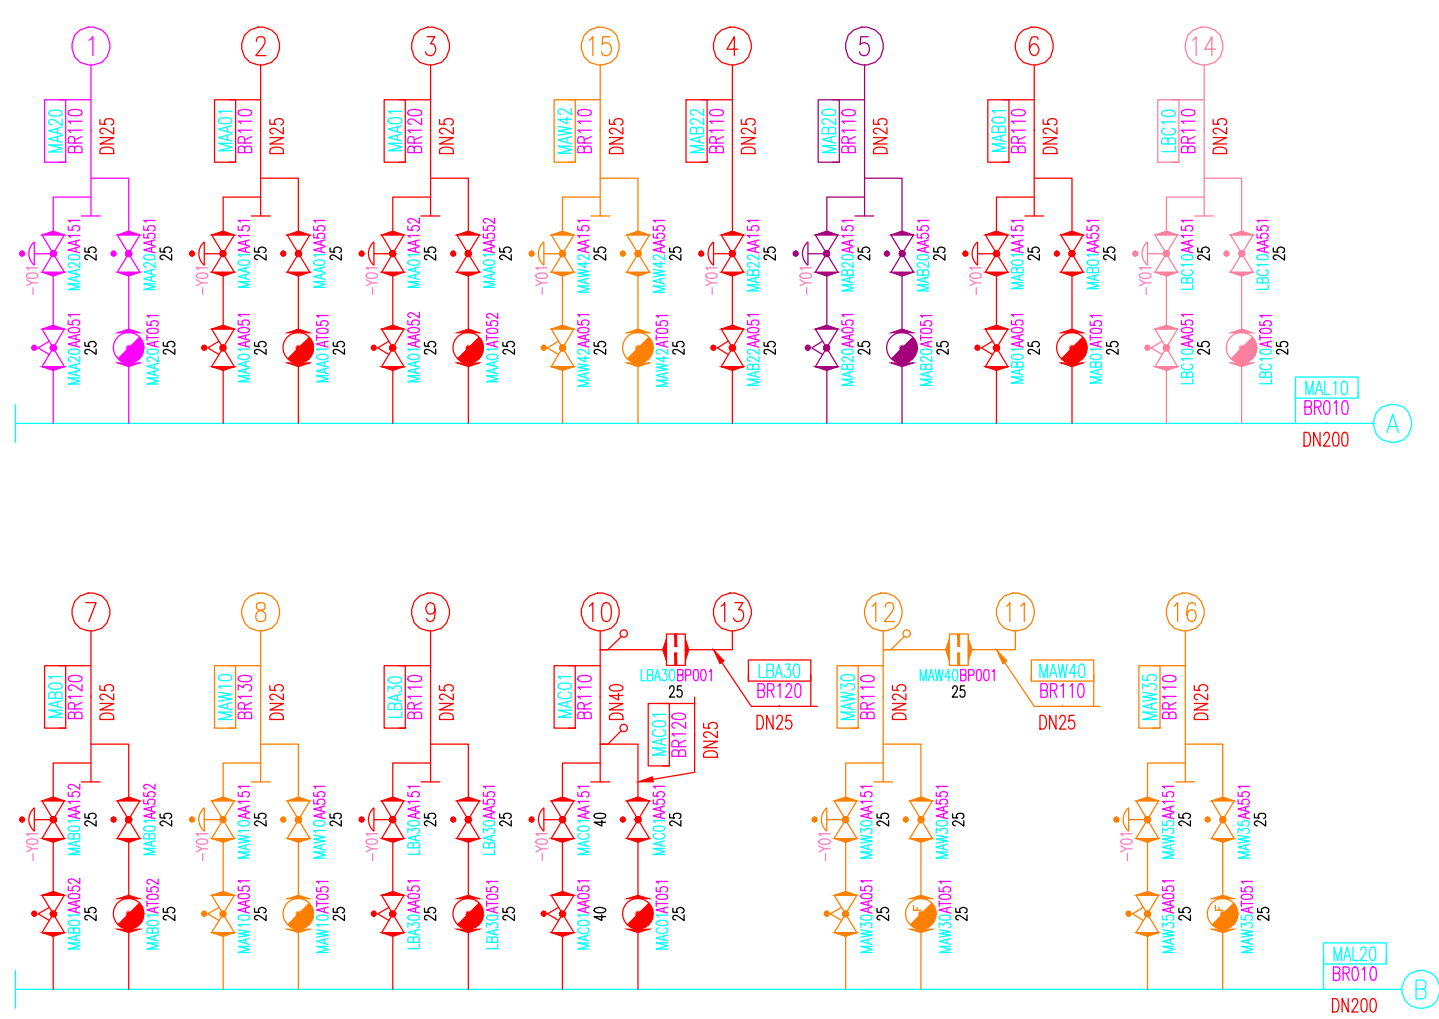 1
2
3
15
4
5
6
14
MAA20
BR110
DN25
MAA01
BR110
DN25
MAA01
BR120
DN25
MAW42
BR110
DN25
MAB22
BR110
DN25
MAB20
BR110
DN25
MAB01
BR110
DN25
LBC10
BR110
DN25
-Y01
MAA20AA151
25
MAA20AA551
25
-Y01
MAA01AA151
25
MAA01AA551
25
-Y01
MAA01AA152
25
MAA01AA552
25
-Y01
MAW42AA151
25
MAW42AA551
25
-Y01
MAB22AA151
25
-Y01
MAB20AA151
25
MAB20AA551
25
-Y01
MAB01AA151
25
MAB01AA551
25
-Y01
LBC10AA151
25
LBC10AA551
25
MAA20AA051
25
MAA20AT051
25
MAA01AA051
25
MAA01AT051
25
MAA01AA052
25
MAA01AT052
25
MAW42AA051
25
MAW42AT051
25
MAB22AA051
25
MAB20AA051
25
MAB20AT051
25
MAB01AA051
25
MAB01AT051
25
LBC10AA051
25
LBC10AT051
25
MAL10
BR010
DN200
A
7
8
9
10
13
12
11
16
MAB01
BR120
DN25
MAW10
BR130
DN25
LBA30
BR110
DN25
MAC01
BR110
DN40
LBA30BP001
25
MAC01
BR120
DN25
LBA30
BR120
DN25
MAW30
BR110
DN25
MAW40BP001
25
MAW40
BR110
DN25
MAW35
BR110
DN25
-Y01
MAB01AA152
25
MAB01AA552
25
-Y01
MAW10AA151
25
MAW10AA551
25
-Y01
LBA30AA151
25
LBA30AA551
25
-Y01
MAC01AA151
40
MAC01AA551
25
-Y01
MAW30AA151
25
MAW30AA551
25
-Y01
MAW35AA151
25
MAW35AA551
25
MAB01AA052
25
MAB01AT052
25
MAW10AA051
25
MAW10AT051
25
LBA30AA051
25
LBA30AT051
25
MAC01AA051
40
MAC01AT051
25
MAW30AA051
25
F
MAW30AT051
25
MAW35AA051
25
F
MAW35AT051
25
MAL20
BR010
DN200
B